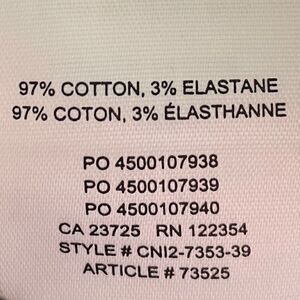 97% COTTON, 3% ELASTANE
97% COTON, 3% ÉLASTHANNE
PO 4500107938
PO 4500107939
PO 4500107940
CA 23725 RN 122354
STYLE # CNI2-7353-39
ARTICLE # 73525